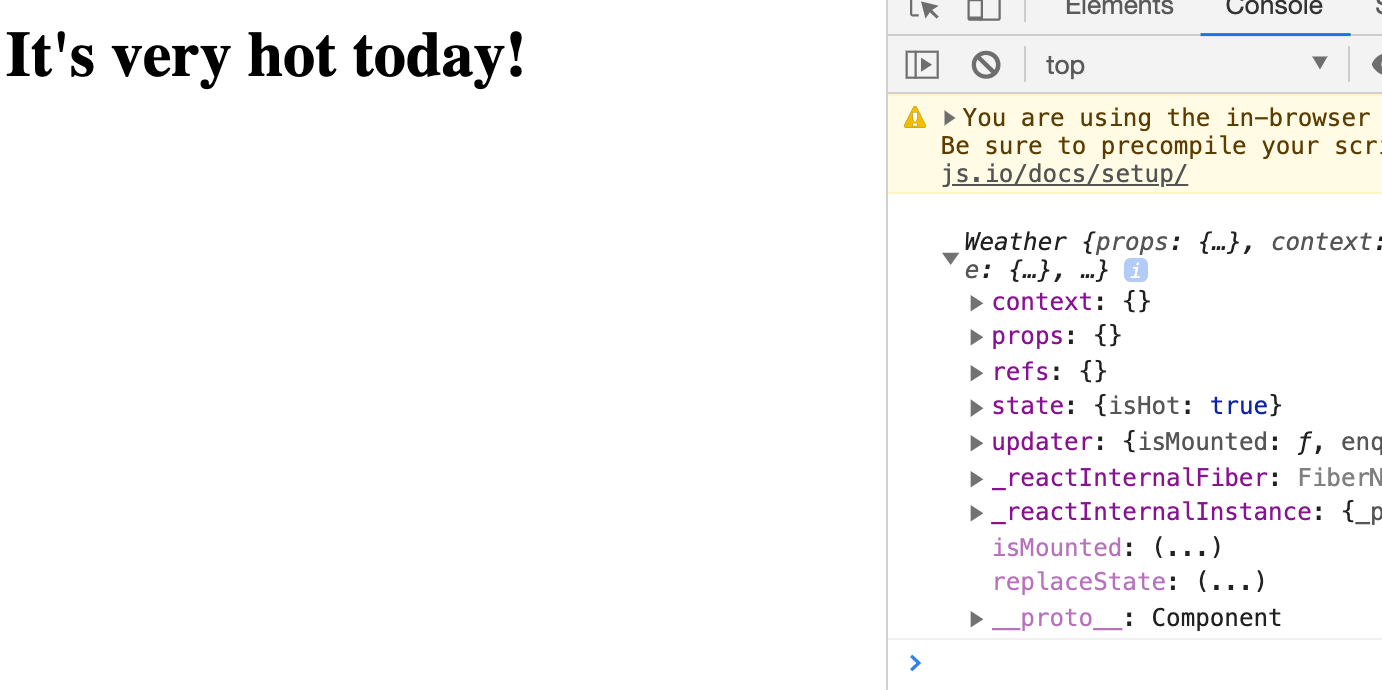 It's very hot today!
Elements Console
top
You are using the in-browser
Be sure to precompile your
js.io/docs/setup/
Weather {props: {…}, context:
e: {…}, …} i
context: {}
props: {}
refs: {}
state: {isHot: true}
updater: {isMounted: ƒ, enq
_reactInternalFiber: FiberN
_reactInternalInstance: {_p
isMounted: (...)
replaceState: (...)
__proto__: Component